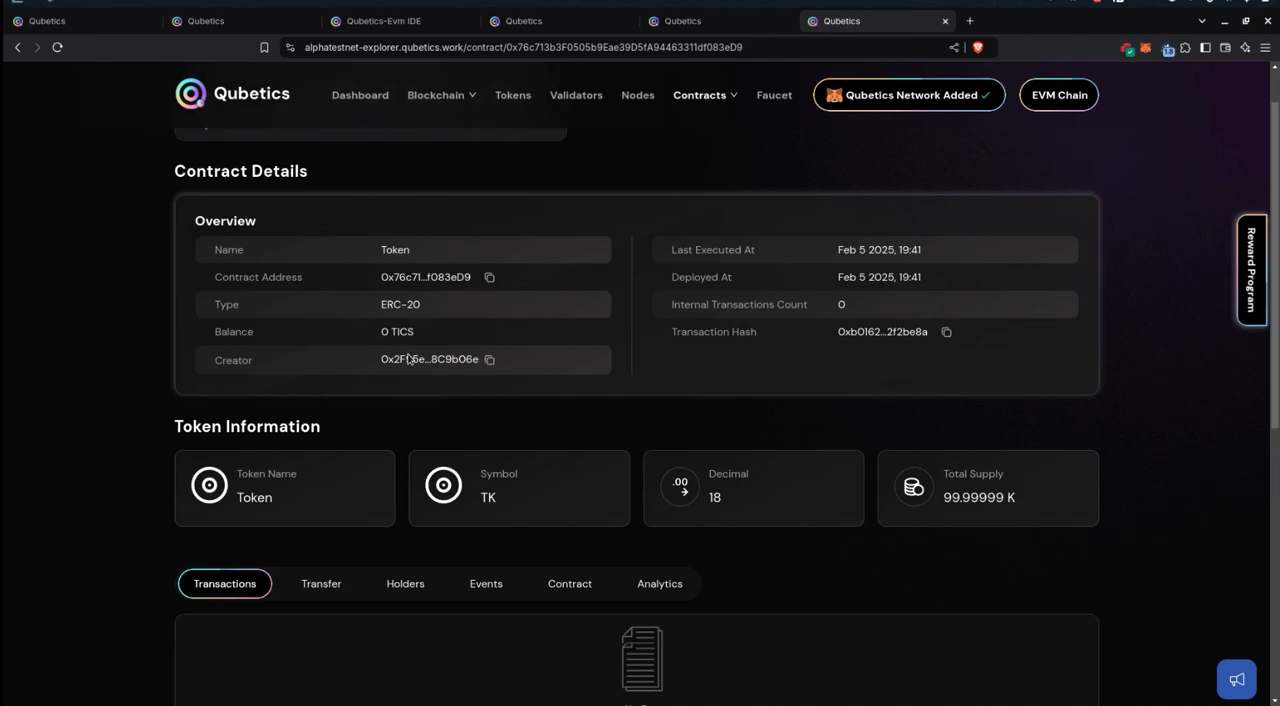 Qubetics
Qubetics
Qubetics-Evm IDE
Qubetics
Qubetics
Qubetics
alphatestnet-explorer.qubetics.work/contract/0x76c713b3F0505b9Eae39D5fA94463311df083eD9
18
Qubetics
Dashboard
Blockchain
Tokens
Validators
Nodes
Contracts
Faucet
Qubetics Network Added
EVM Chain
Contract Details
Overview
Name Token
Contract Address 0x76c71...f083eD9
Type ERC-20
Balance 0 TICS
Creator
Last Executed At Feb 5 2025, 19:41
Deployed At Feb 5 2025, 19:41
Internal Transactions Count 0
Transaction Hash 0xb0162...2f2be8a
Reward Program
Token Information
Token Name
Token
Symbol
TK
.00
Decimal
18
Total Supply
99.99999 K
Transactions
Transfer
Holders
Events
Contract
Analytics